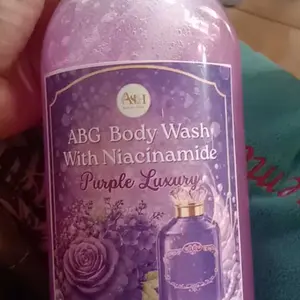 ABG Body Wash
With Niacinamide
Purple Luxury